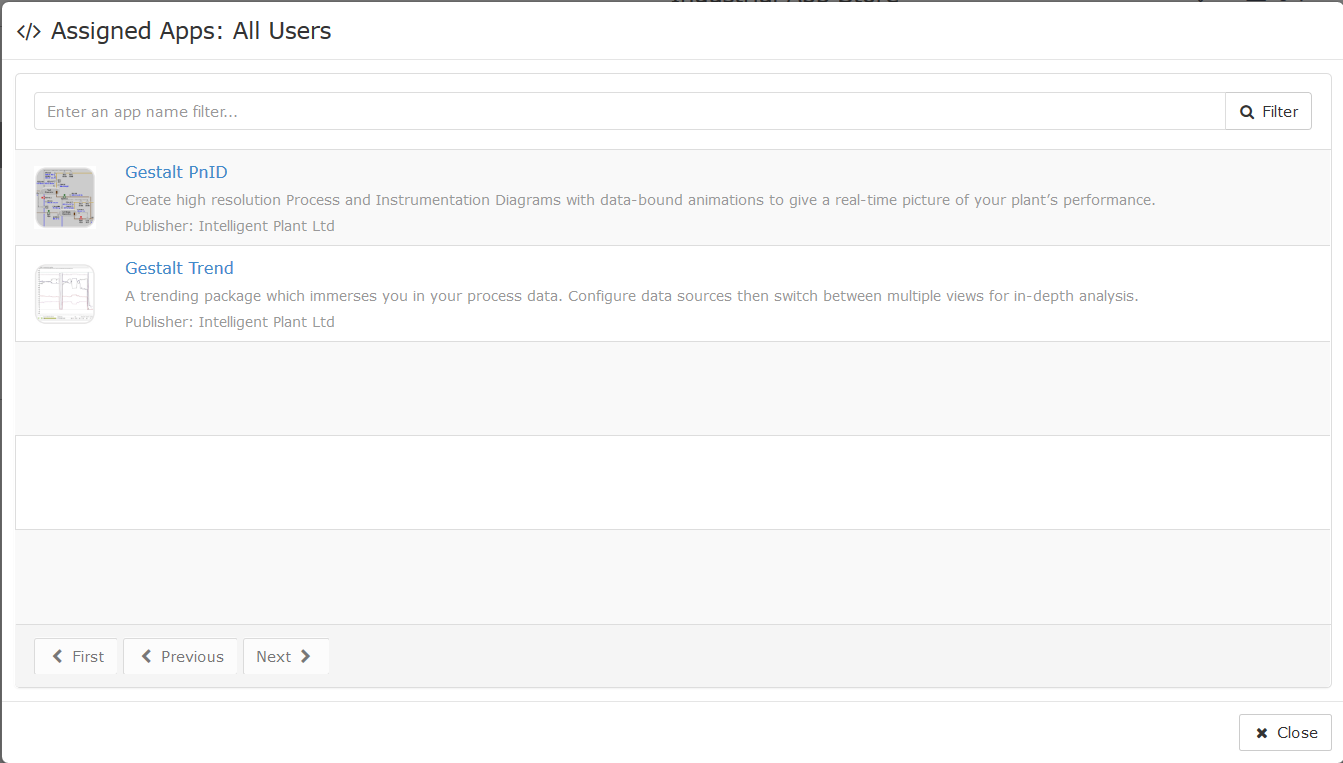 Assigned Apps: All Users
Enter an app name filter...
Filter
Gestalt PnID
Create high resolution Process and Instrumentation Diagrams with data-bound animations to give a real-time picture of your plant’s performance.
Publisher: Intelligent Plant Ltd
Gestalt Trend
A trending package which immerses you in your process data. Configure data sources then switch between multiple views for in-depth analysis.
Publisher: Intelligent Plant Ltd
First
Previous
Next
Close